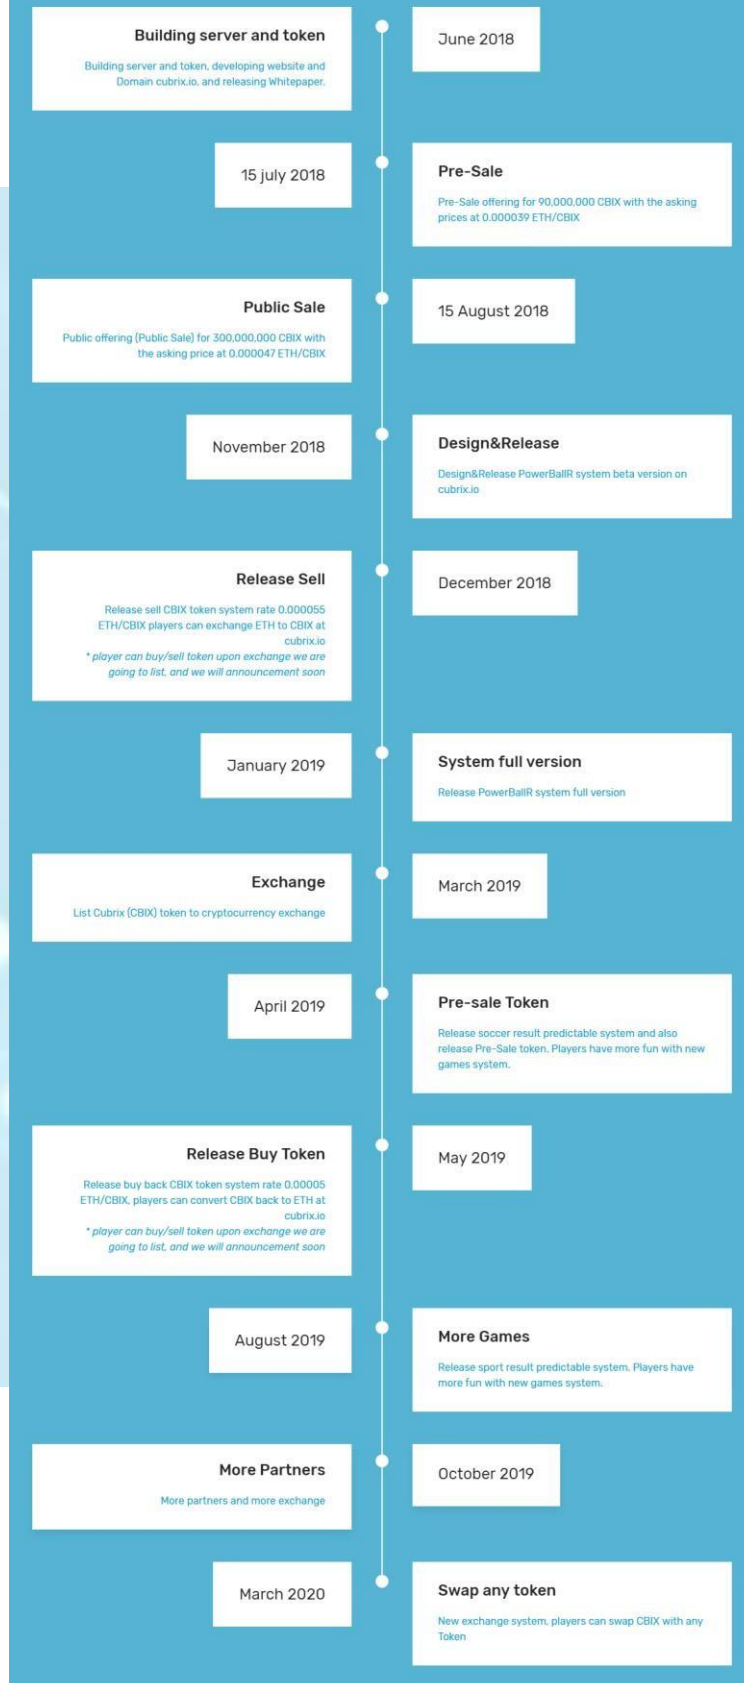 Building server and token
Building server and token, developing website and
Domain cubrix.io, and releasing Whitepaper.
June 2018
15 july 2018
Pre-Sale
Pre-Sale offering for 90,000,000 CBIX with the asking
prices at 0.000039 ETH/CBIX
Public Sale
Public offering (Public Sale) for 300,000,000 CBIX with
the asking price at 0.000047 ETH/CBIX
15 August 2018
November 2018
Design&Release
Design&Release PowerBallR system beta version on
cubrix.io
Release Sell
Release sell CBIX token system rate 0.000055
ETH/CBIX players can exchange ETH to CBIX at
cubrix.io
* player can buy/sell token upon exchange we are
going to list, and we will announcement soon
December 2018
January 2019
System full version
Release PowerBallR system full version
Exchange
List Cubrix (CBIX) token to cryptocurrency exchange
March 2019
April 2019
Pre-sale Token
Release soccer result predictable system and also
release Pre-Sale token, Players have more fun with new
games system.
Release Buy Token
Release buy back CBIX token system rate 0.00005
ETH/CBIX, players can convert CBIX back to ETH at
cubrix.io
* player can buy/sell token upon exchange we are
going to list, and we will announcement soon
May 2019
August 2019
More Games
Release sport result predictable system, Players have
more fun with new games system.
More Partners
More partners and more exchange
October 2019
March 2020
Swap any token
New exchange system, players can swap CBIX with any
Token